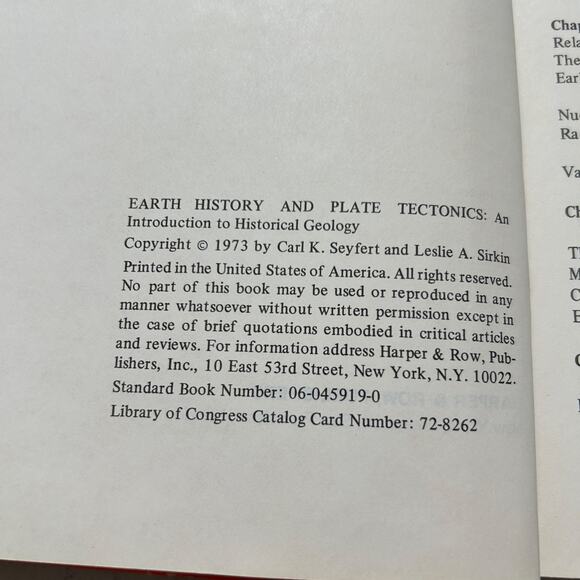 EARTH HISTORY AND PLATE TECTONICS: An
Introduction to Historical Geology
Copyright © 1973 by Carl K. Seyfert and Leslie A. Sirkin
Printed in the United States of America. All rights reserved.
No part of this book may be used or reproduced in any
manner whatsoever without written permission except in
the case of brief quotations embodied in critical articles
and reviews. For information address Harper & Row, Pub-
lishers, Inc., 10 East 53rd Street, New York, N.Y. 10022.
Standard Book Number: 06-045919-0
Library of Congress Catalog Card Number: 72-8262